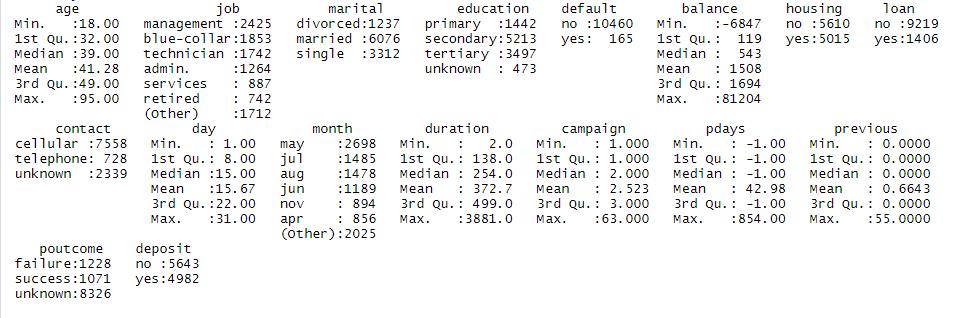 age              job          marital         education    default        balance      housing     loan
Min.   :18.00   management :2425   divorced:1237   primary  :1442   no :10460   Min.   :-6847   no :5610   no :9219
1st Qu.:32.00   blue-collar:1853   married :6076   secondary:5213   yes:  165   1st Qu.:  119   yes:5015   yes:1406
Median :39.00   technician :1742   single  :3312   tertiary :3497               Median :  543
Mean   :41.28   admin.     :1264                   unknown  : 473               Mean   : 1508
3rd Qu.:49.00   services   : 887                                                3rd Qu.: 1694
Max.   :95.00   retired    : 742                                                Max.   :81204
                (Other)    :1712
     contact          day            month        duration        campaign         pdays          previous
cellular :7558   Min.   : 1.00   may    :2698   Min.   :   2.0   Min.   : 1.000   Min.   : -1.00   Min.   : 0.0000
telephone: 728   1st Qu.: 8.00   jul    :1485   1st Qu.: 138.0   1st Qu.: 1.000   1st Qu.: -1.00   1st Qu.: 0.0000
unknown  :2339   Median :15.00   aug    :1478   Median : 254.0   Median : 2.000   Median : -1.00   Median : 0.0000
                 Mean   :15.67   jun    :1189   Mean   : 372.7   Mean   : 2.523   Mean   : 42.98   Mean   : 0.6643
                 3rd Qu.:22.00   nov    : 894   3rd Qu.: 499.0   3rd Qu.: 3.000   3rd Qu.: -1.00   3rd Qu.: 0.0000
                 Max.   :31.00   apr    : 856   Max.   :3881.0   Max.   :63.000   Max.   :854.00   Max.   :55.0000
                                 (Other):2025
   poutcome    deposit
failure:1228   no :5643
success:1071   yes:4982
unknown:8326